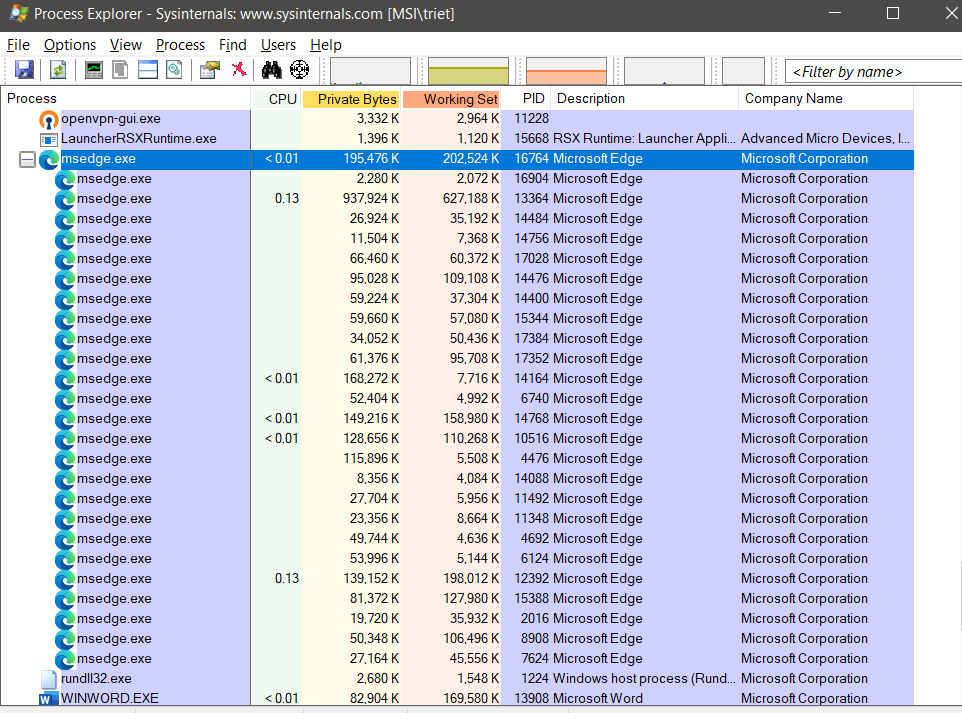 Process Explorer - Sysinternals: www.sysinternals.com [MSI\triet]
File Options View Process Find Users Help
<Filter by name>
Process CPU Private Bytes Working Set PID Description Company Name
openvpn-gui.exe 3,332 K 2,964 K 11228
LauncherRSXRuntime.exe 1,396 K 1,120 K 15668 RSX Runtime: Launcher Appli... Advanced Micro Devices, I...
msedge.exe < 0.01 195,476 K 202,524 K 16764 Microsoft Edge Microsoft Corporation
msedge.exe 2,280 K 2,072 K 16904 Microsoft Edge Microsoft Corporation
msedge.exe 0.13 937,924 K 627,188 K 13364 Microsoft Edge Microsoft Corporation
msedge.exe 26,924 K 35,192 K 14484 Microsoft Edge Microsoft Corporation
msedge.exe 11,504 K 7,368 K 14756 Microsoft Edge Microsoft Corporation
msedge.exe 66,460 K 60,372 K 17028 Microsoft Edge Microsoft Corporation
msedge.exe 95,028 K 109,108 K 14476 Microsoft Edge Microsoft Corporation
msedge.exe 59,224 K 37,304 K 14400 Microsoft Edge Microsoft Corporation
msedge.exe 59,660 K 57,080 K 15344 Microsoft Edge Microsoft Corporation
msedge.exe 34,052 K 50,436 K 17384 Microsoft Edge Microsoft Corporation
msedge.exe 61,376 K 95,708 K 17352 Microsoft Edge Microsoft Corporation
msedge.exe < 0.01 168,272 K 7,716 K 14164 Microsoft Edge Microsoft Corporation
msedge.exe 52,404 K 4,992 K 6740 Microsoft Edge Microsoft Corporation
msedge.exe < 0.01 149,216 K 158,980 K 14768 Microsoft Edge Microsoft Corporation
msedge.exe < 0.01 128,656 K 110,268 K 10516 Microsoft Edge Microsoft Corporation
msedge.exe 115,896 K 5,508 K 4476 Microsoft Edge Microsoft Corporation
msedge.exe 8,356 K 4,084 K 14088 Microsoft Edge Microsoft Corporation
msedge.exe 27,704 K 5,956 K 11492 Microsoft Edge Microsoft Corporation
msedge.exe 23,356 K 8,664 K 11348 Microsoft Edge Microsoft Corporation
msedge.exe 49,744 K 4,636 K 4692 Microsoft Edge Microsoft Corporation
msedge.exe 53,996 K 5,144 K 6124 Microsoft Edge Microsoft Corporation
msedge.exe 0.13 139,152 K 198,012 K 12392 Microsoft Edge Microsoft Corporation
msedge.exe 81,372 K 127,980 K 15388 Microsoft Edge Microsoft Corporation
msedge.exe 19,720 K 35,932 K 2016 Microsoft Edge Microsoft Corporation
msedge.exe 50,348 K 106,496 K 8908 Microsoft Edge Microsoft Corporation
msedge.exe 27,164 K 45,556 K 7624 Microsoft Edge Microsoft Corporation
rundll32.exe 2,680 K 1,548 K 1224 Windows host process (Rund... Microsoft Corporation
WINWORD.EXE < 0.01 82,904 K 169,580 K 13908 Microsoft Word Microsoft Corporation